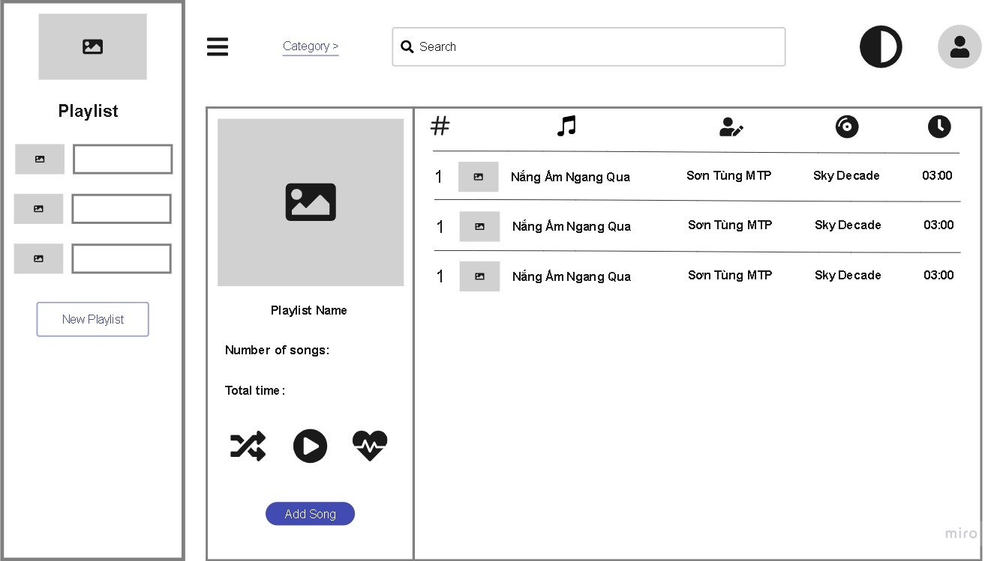 Playlist
New Playlist
Category >
Search
Playlist Name
Number of songs:
Total time:
Add Song
#
1 Nắng Ấm Ngang Qua Sơn Tùng MTP Sky Decade 03:00
1 Nắng Ấm Ngang Qua Sơn Tùng MTP Sky Decade 03:00
1 Nắng Ấm Ngang Qua Sơn Tùng MTP Sky Decade 03:00
miro